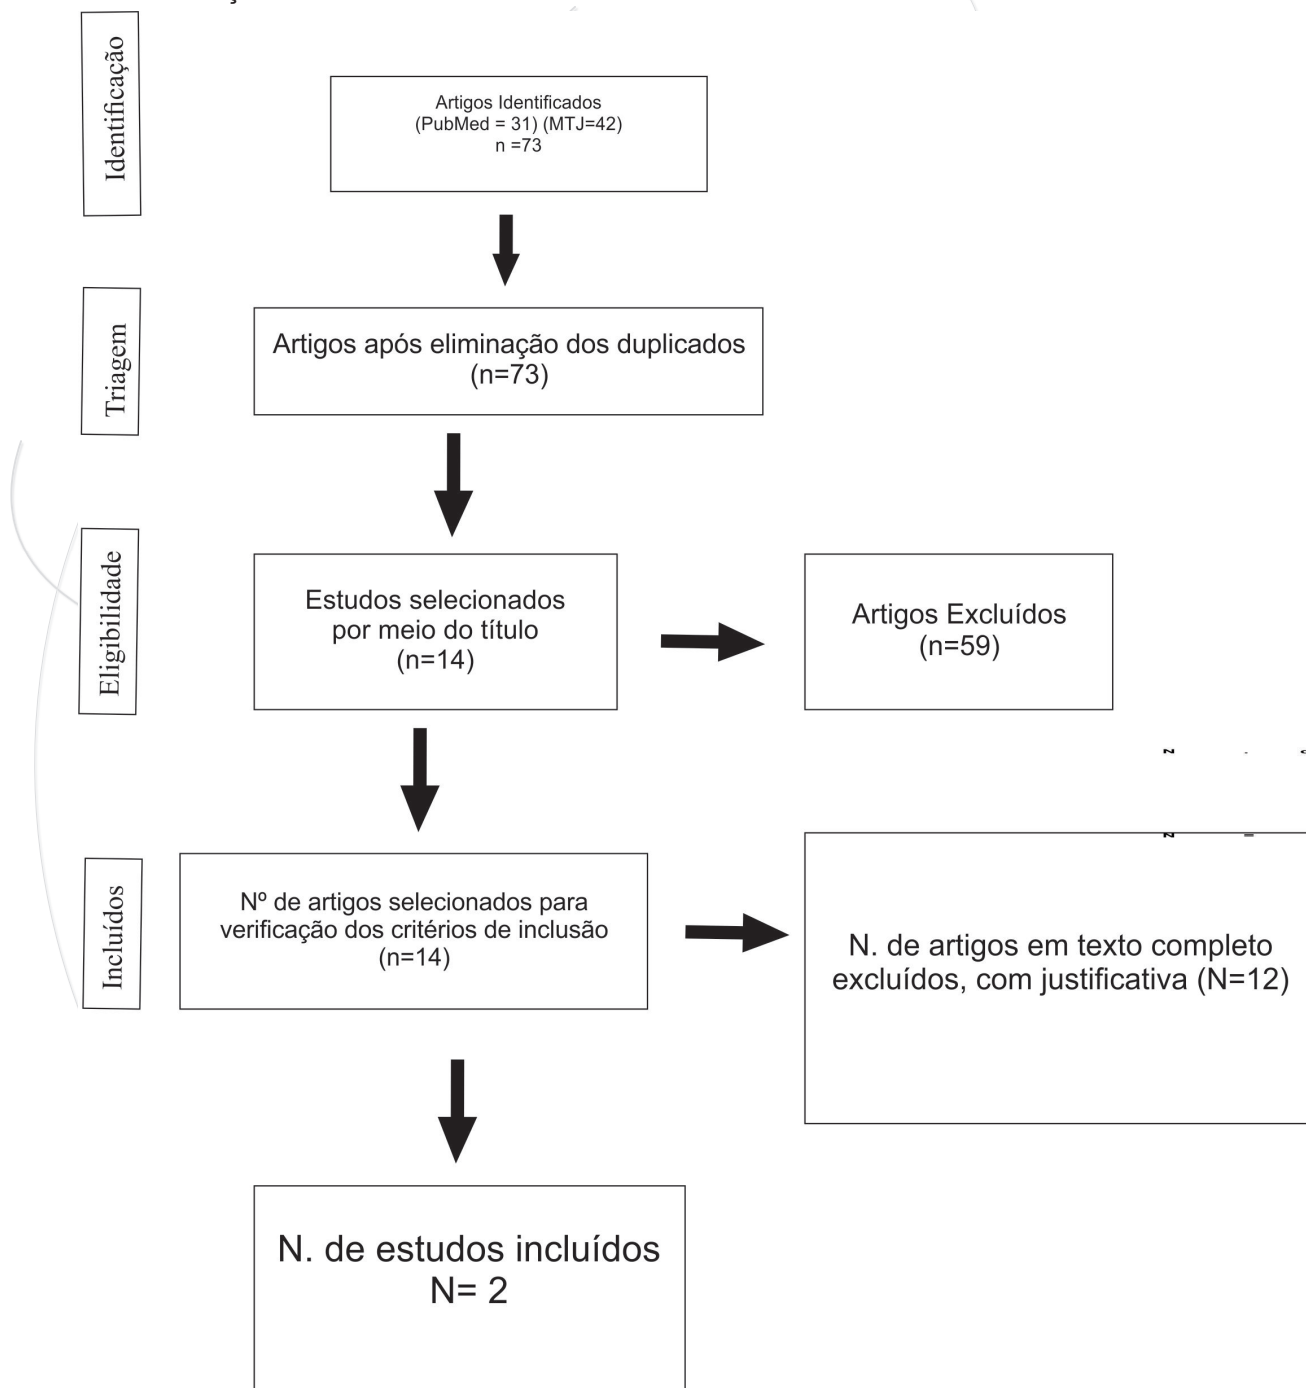 Identificação
Artigos Identificados
(PubMed = 31) (MTJ=42)
n =73
Triagem
Artigos após eliminação dos duplicados
(n=73)
Eligibilidade
Estudos selecionados
por meio do título
(n=14)
Artigos Excluídos
(n=59)
Incluídos
Nº de artigos selecionados para
verificação dos critérios de inclusão
(n=14)
N. de artigos em texto completo
excluídos, com justificativa (N=12)
N. de estudos incluídos
N= 2